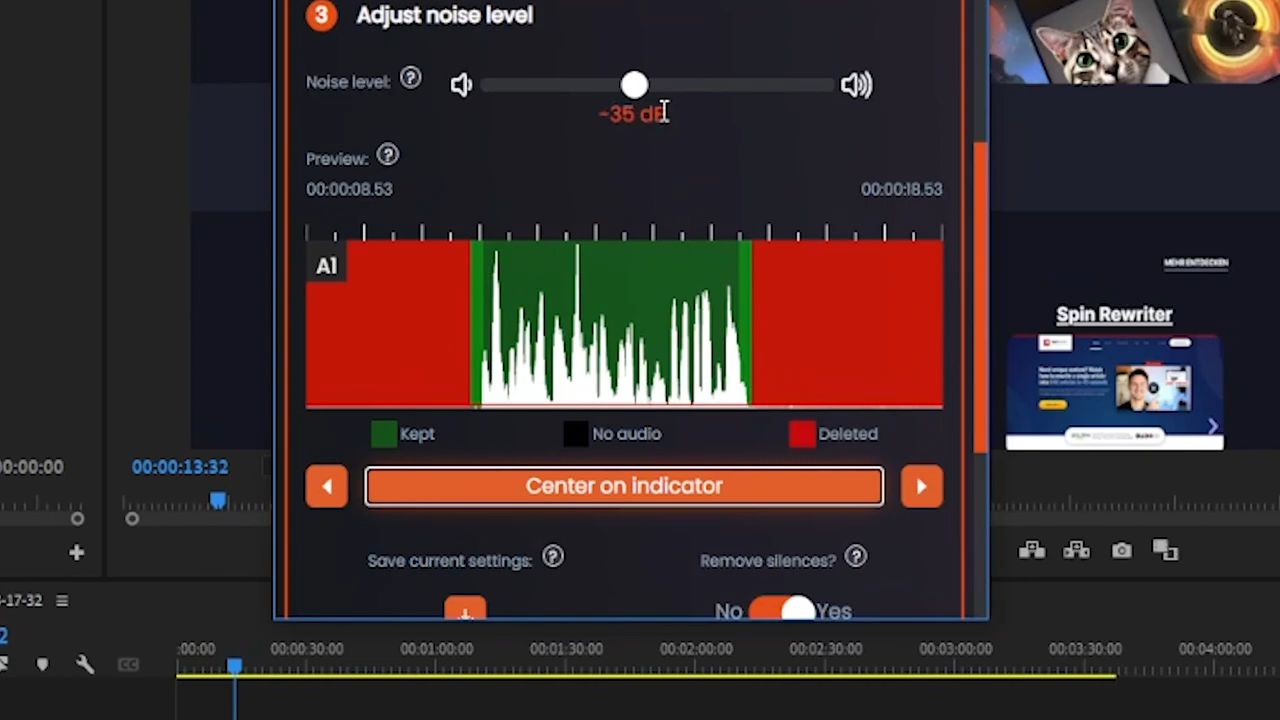 3 Adjust noise level
Noise level: ?
-35 dB
Preview: ?
00:00:08.53 00:00:18.53
A1
MEHR ENTDECKEN
Spin Rewriter
Kept No audio Deleted
0:00:00 00:00:13:32
Center on indicator
Save current settings: ? Remove silences? ?
No Yes
-17-32
2
:00:00 00:00:30:00 00:01:00:00 00:01:30:00 00:02:00:00 00:02:30:00 00:03:00:00 00:03:30:00 00:04:00:00
CC